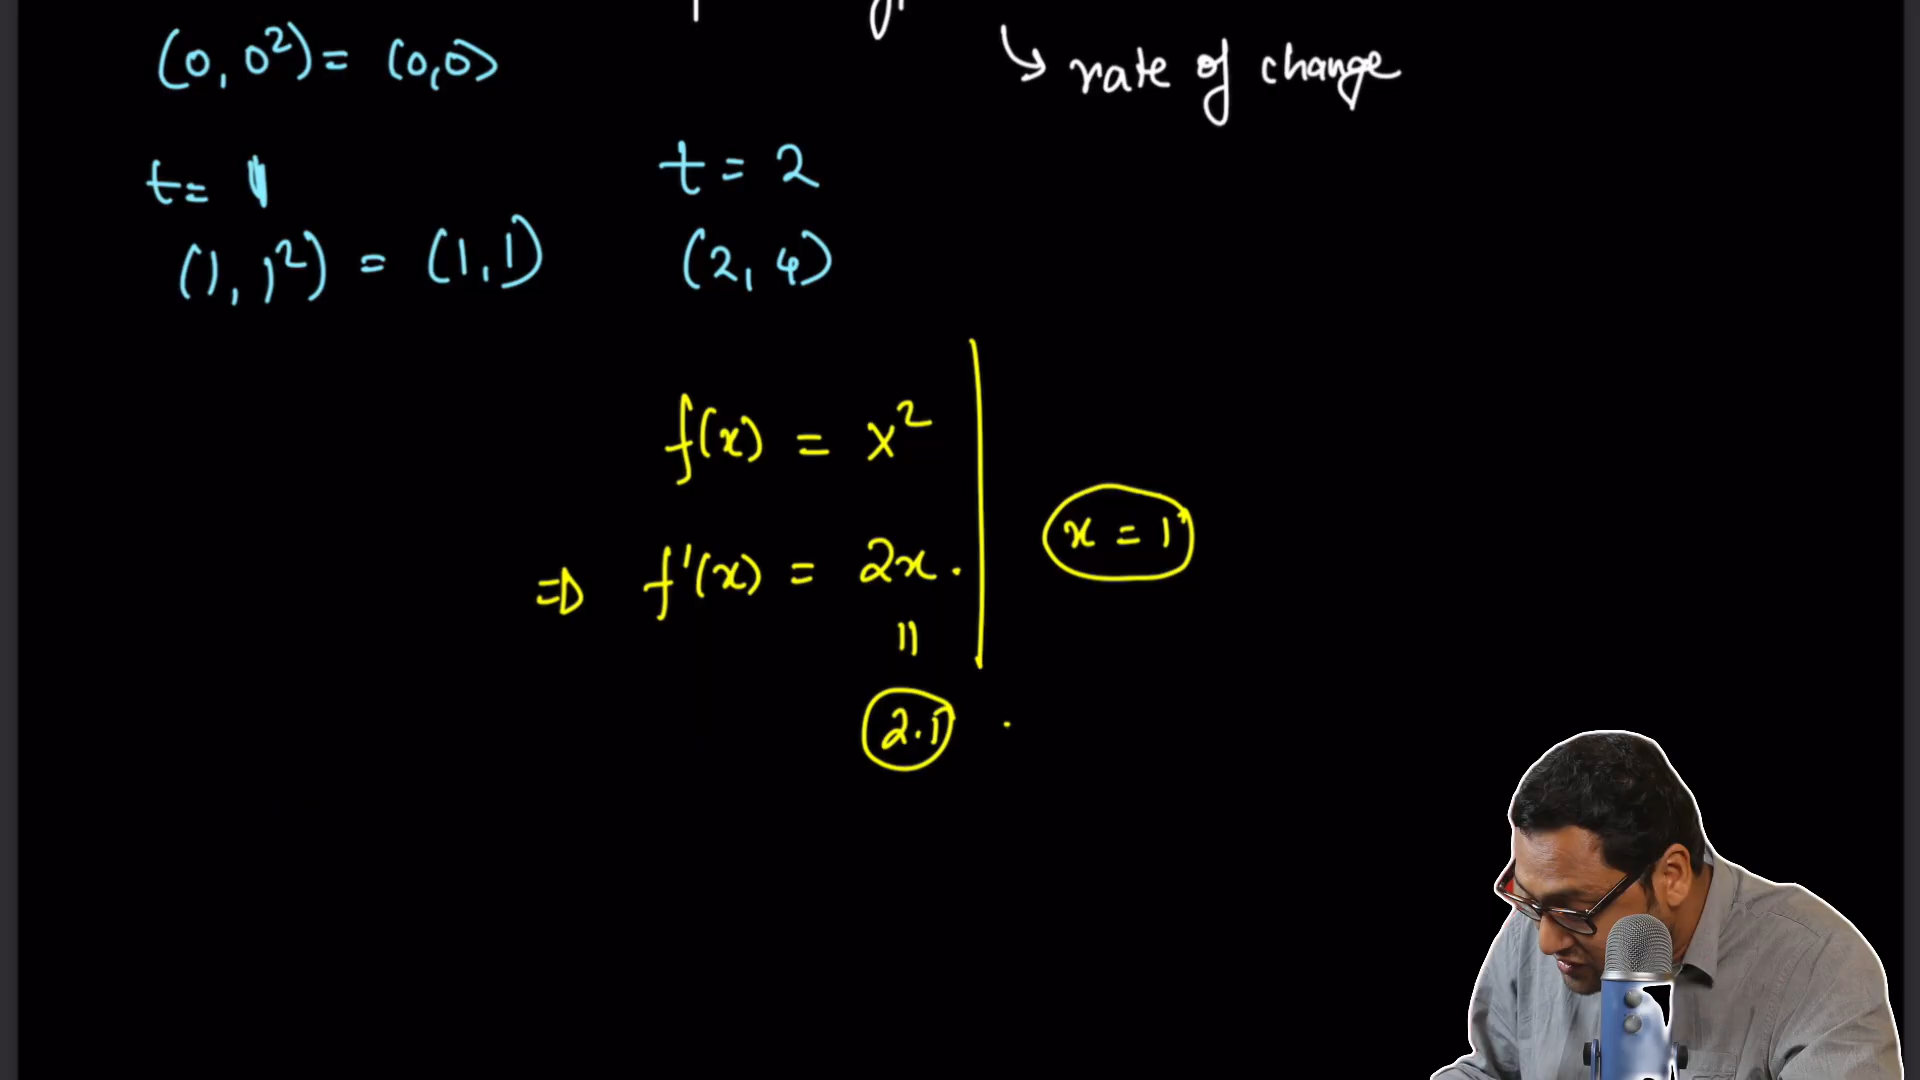 (0, 0²) = (0,0)
↳ rate of change
t = 1
t = 2
(1, 1²) = (1,1)
(2, 4)
f(x) = x²
x = 1
⇒ f'(x) = 2x.
||
2.1